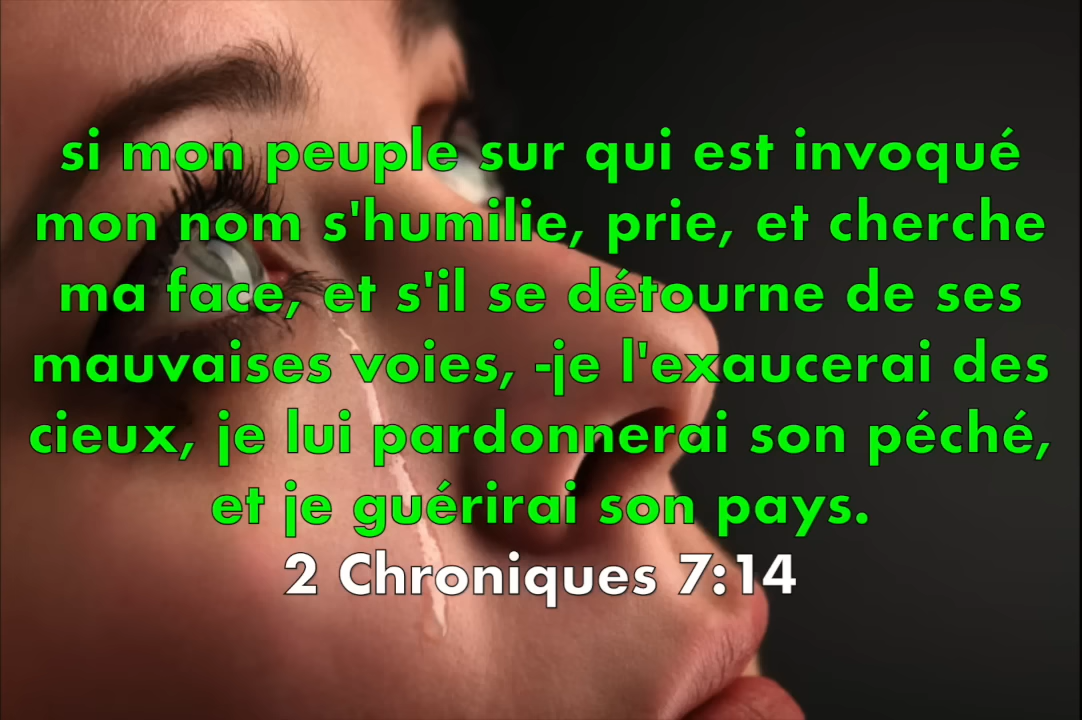 si mon peuple sur qui est invoqué
mon nom s'humilie, prie, et cherche
ma face, et s'il se détourne de ses
mauvaises voies, -je l'exaucerai des
cieux, je lui pardonnerai son péché,
et je guérirai son pays.
2 Chroniques 7:14